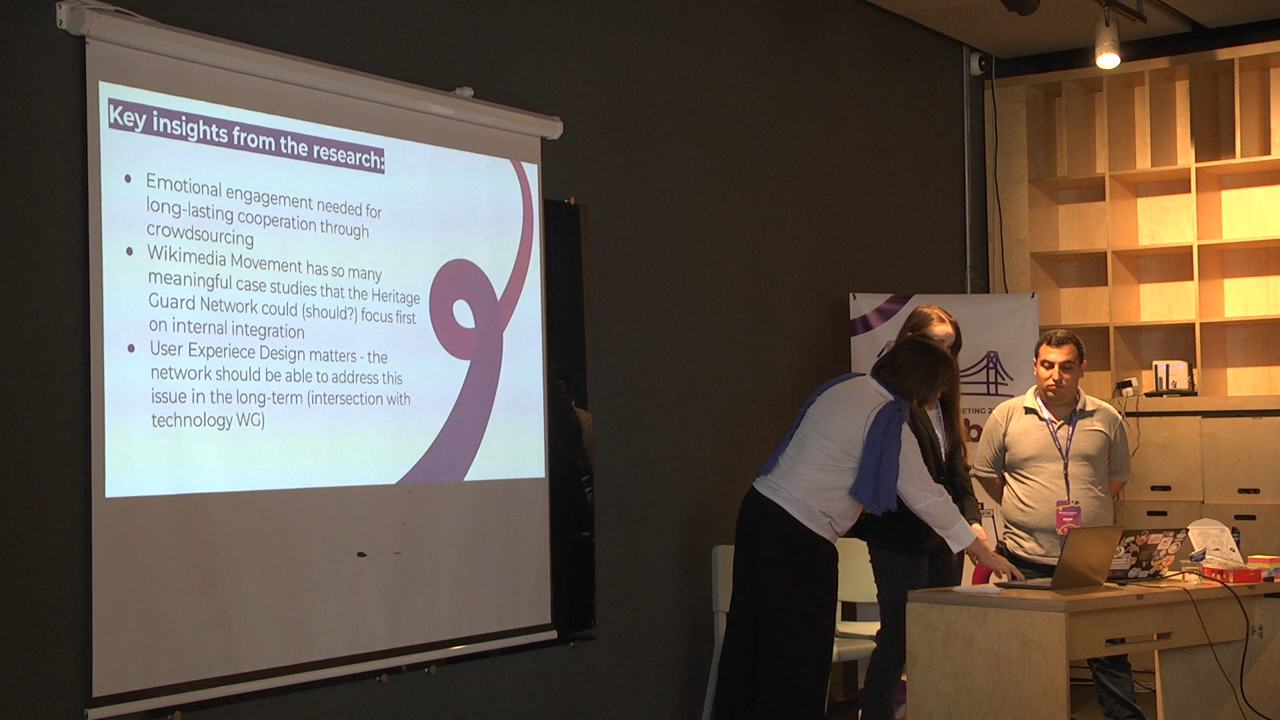 Key insights from the research:
Emotional engagement needed for
long-lasting cooperation through
crowdsourcing
Wikimedia Movement has so many
meaningful case studies that the Heritage
Guard Network could (should?) focus first
on internal integration
User Experiece Design matters - the
network should be able to address this
issue in the long-term (intersection with
technology WG)